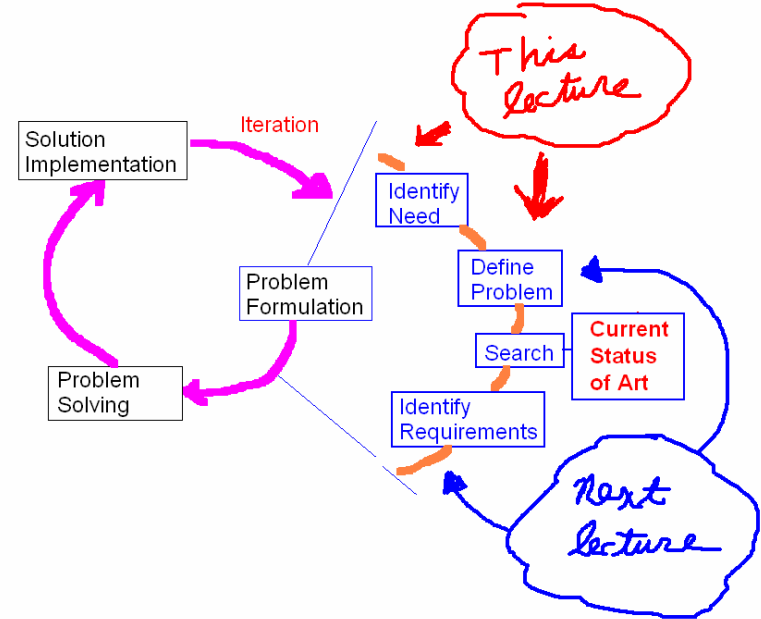 This
lecture
Iteration
Solution
Implementation
Identify
Need
Define
Problem
Problem
Formulation
Current
Status
of Art
Search
Problem
Solving
Identify
Requirements
Next
lecture